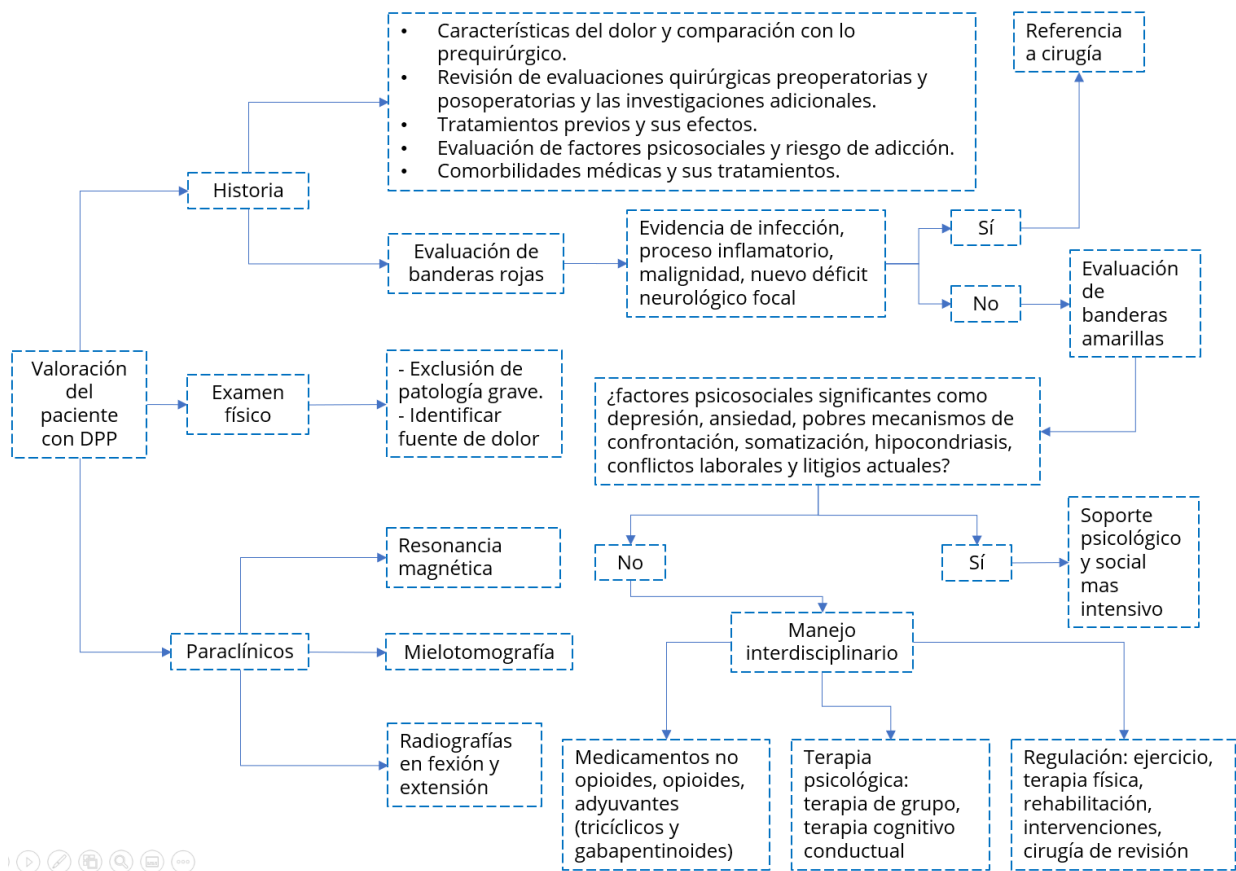 • Características del dolor y comparación con lo
prequirúrgico.
• Revisión de evaluaciones quirúrgicas preoperatorias y
posoperatorias y las investigaciones adicionales.
• Tratamientos previos y sus efectos.
• Evaluación de factores psicosociales y riesgo de adicción.
• Comorbilidades médicas y sus tratamientos.
Referencia
a cirugía
Historia
Evaluación de
banderas rojas
Evidencia de infección,
proceso inflamatorio,
malignidad, nuevo déficit
neurológico focal
Sí
No
Evaluación
de
banderas
amarillas
Valoración
del
paciente
con DPP
Examen
físico
- Exclusión de
patología grave.
- Identificar
fuente de dolor
¿factores psicosociales significantes como
depresión, ansiedad, pobres mecanismos de
confrontación, somatización, hipocondriasis,
conflictos laborales y litigios actuales?
No
Sí
Soporte
psicológico
y social
mas
intensivo
Resonancia
magnética
Paraclínicos
Mielotomografía
Manejo
interdisciplinario
Radiografías
en fexión y
extensión
Medicamentos no
opioides, opioides,
adyuvantes
(tricíclicos y
gabapentinoides)
Terapia
psicológica:
terapia de grupo,
terapia cognitivo
conductual
Regulación: ejercicio,
terapia física,
rehabilitación,
intervenciones,
cirugía de revisión